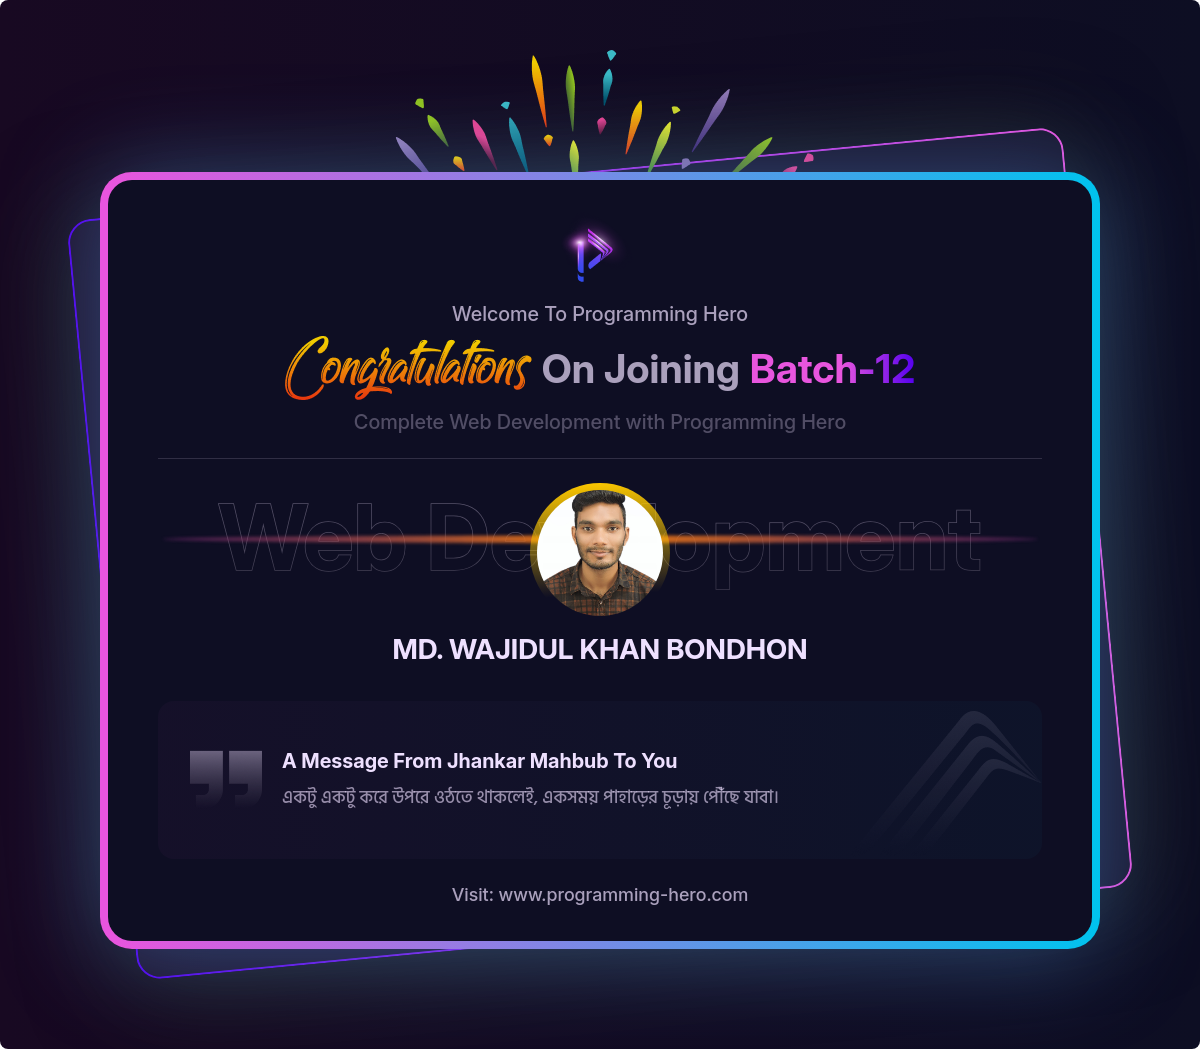 Welcome To Programming Hero
Congratulations On Joining Batch-12
Complete Web Development with Programming Hero
Web Development
MD. WAJIDUL KHAN BONDHON
A Message From Jhankar Mahbub To You
একটু একটু করে উপরে ওঠতে থাকলেই, একসময় পাহাড়ের চূড়ায় পৌঁছে যাবা।
Visit: www.programming-hero.com